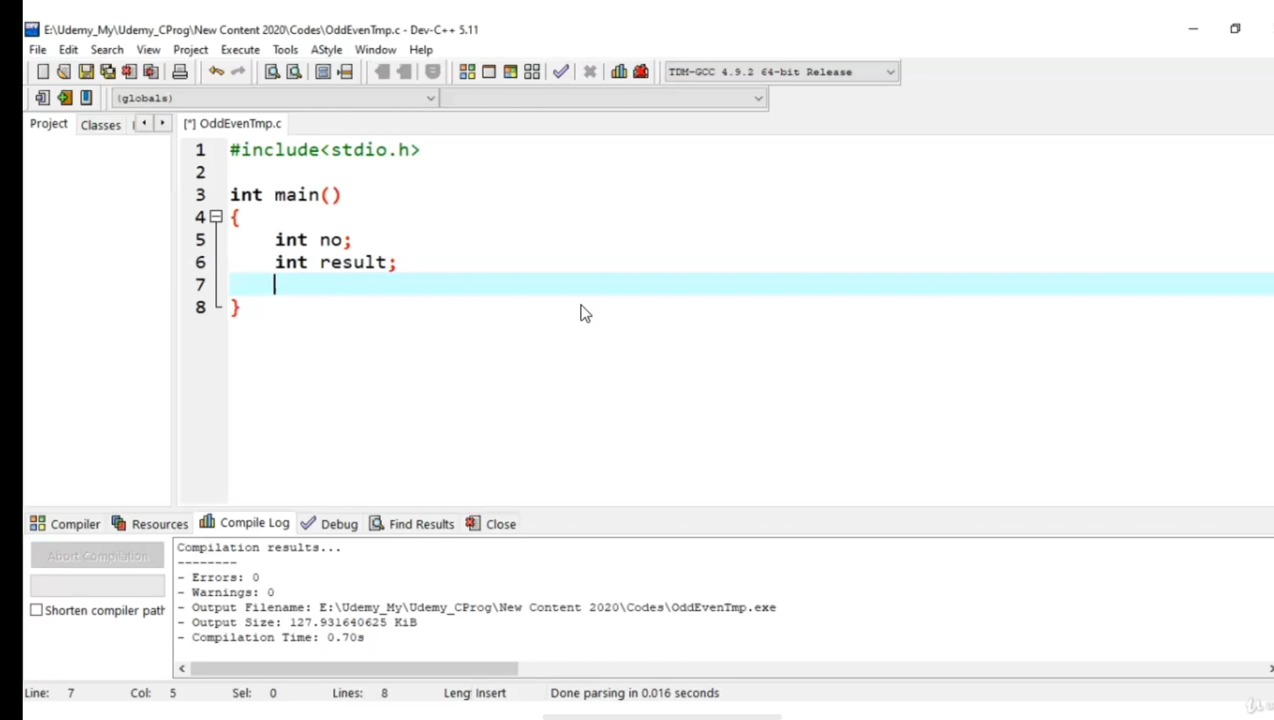 E:\Udemy_My\Udemy_CProg\New Content 2020\Codes\OddEvenTmp.c - Dev-C++ 5.11
File Edit Search View Project Execute Tools AStyle Window Help
TDM-GCC 4.9.2 64-bit Release
(globals)
Project Classes
[*] OddEvenTmp.c
1 #include<stdio.h>
2
3 int main()
4 {
5 int no;
6 int result;
7
8 }
Compiler Resources Compile Log Debug Find Results Close
Abort Compilation
Shorten compiler path
Compilation results...
--------
- Errors: 0
- Warnings: 0
- Output Filename: E:\Udemy_My\Udemy_CProg\New Content 2020\Codes\OddEvenTmp.exe
- Output Size: 127.931640625 KiB
- Compilation Time: 0.70s
Line: 7 Col: 5 Sel: 0 Lines: 8 Leng Insert Done parsing in 0.016 seconds